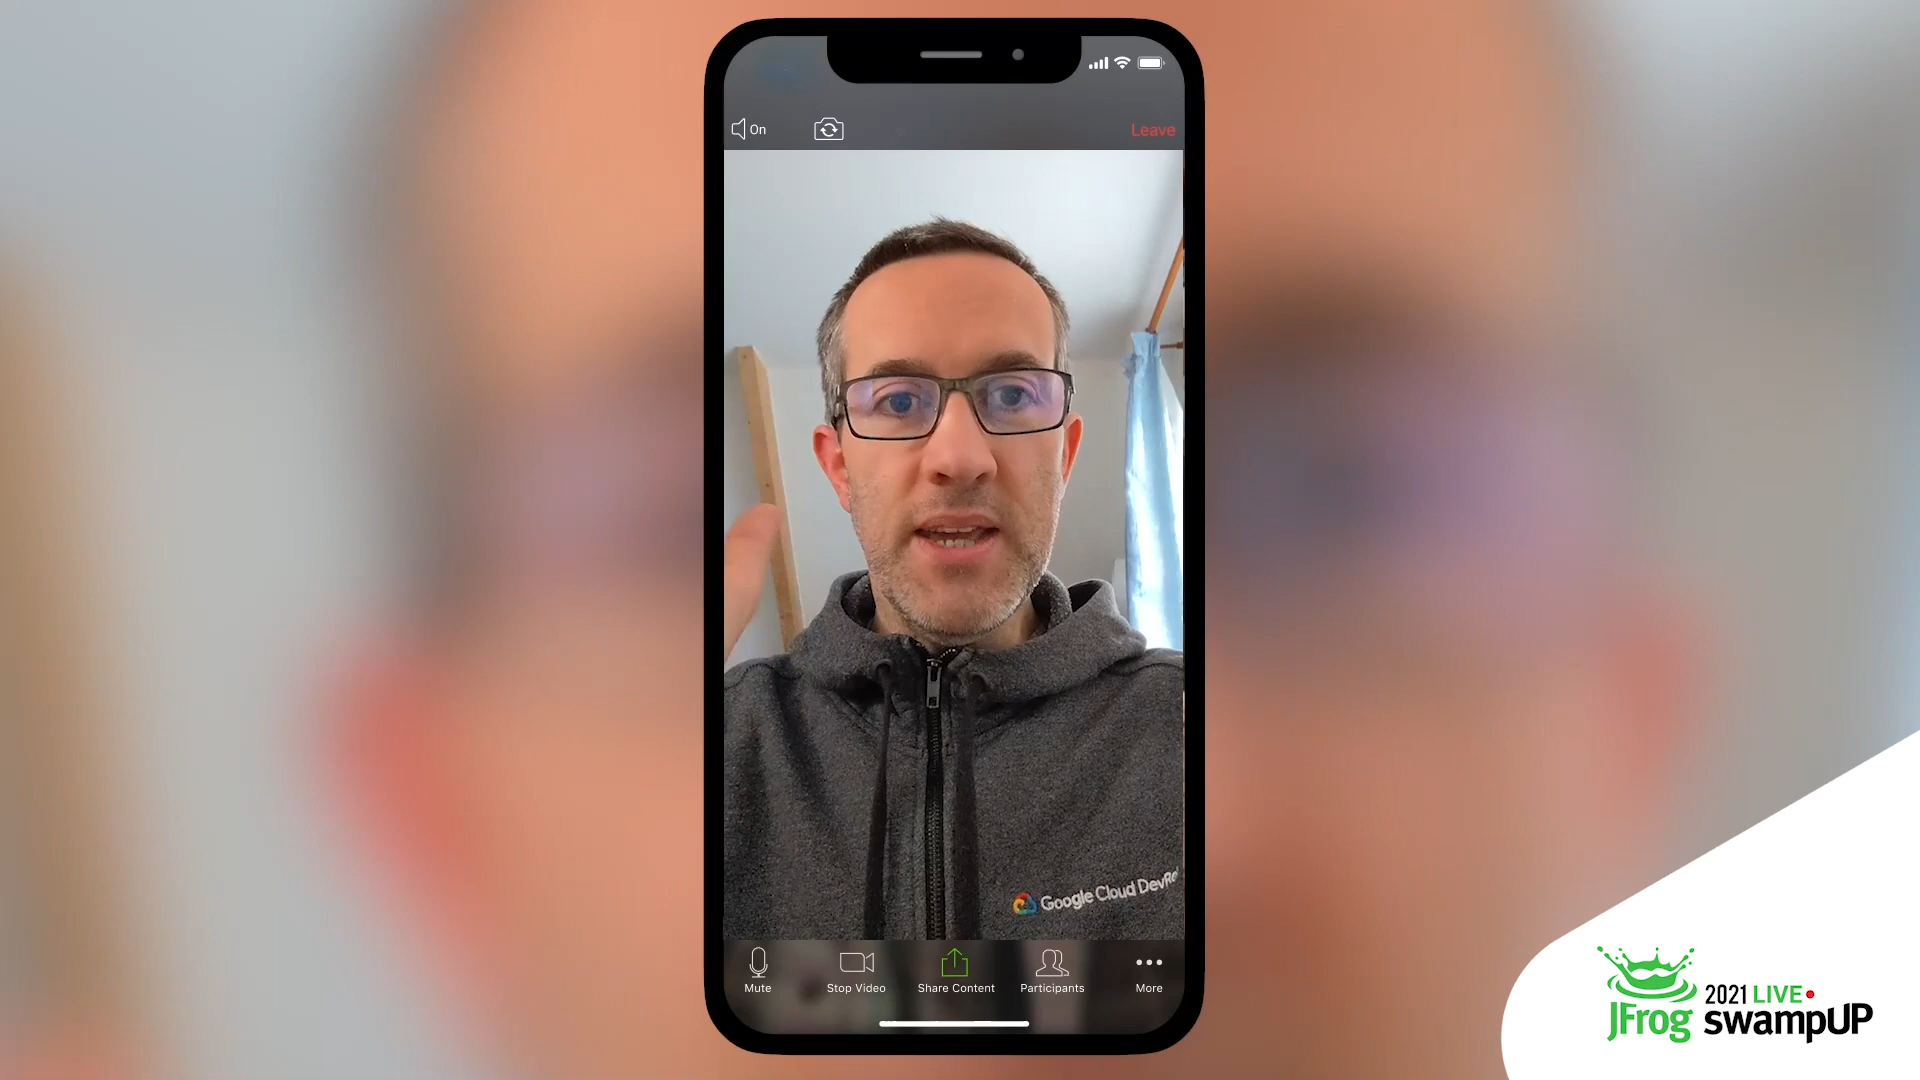 On
Leave
Google Cloud DevRel
Mute
Stop Video
Share Content
Participants
More
2021 LIVE
JFrog swampUP